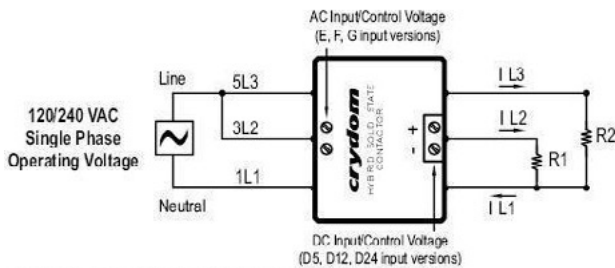 AC Input/Control Voltage
(E, F, G input versions)
120/240 VAC
Single Phase
Operating Voltage
Line
5L3
3L2
1L1
Neutral
crydom
HYBRID SOLID STATE
CONTACTOR
+
-
I L3
I L2
R1
R2
I L1
DC Input/Control Voltage
(D5, D12, D24 input versions)